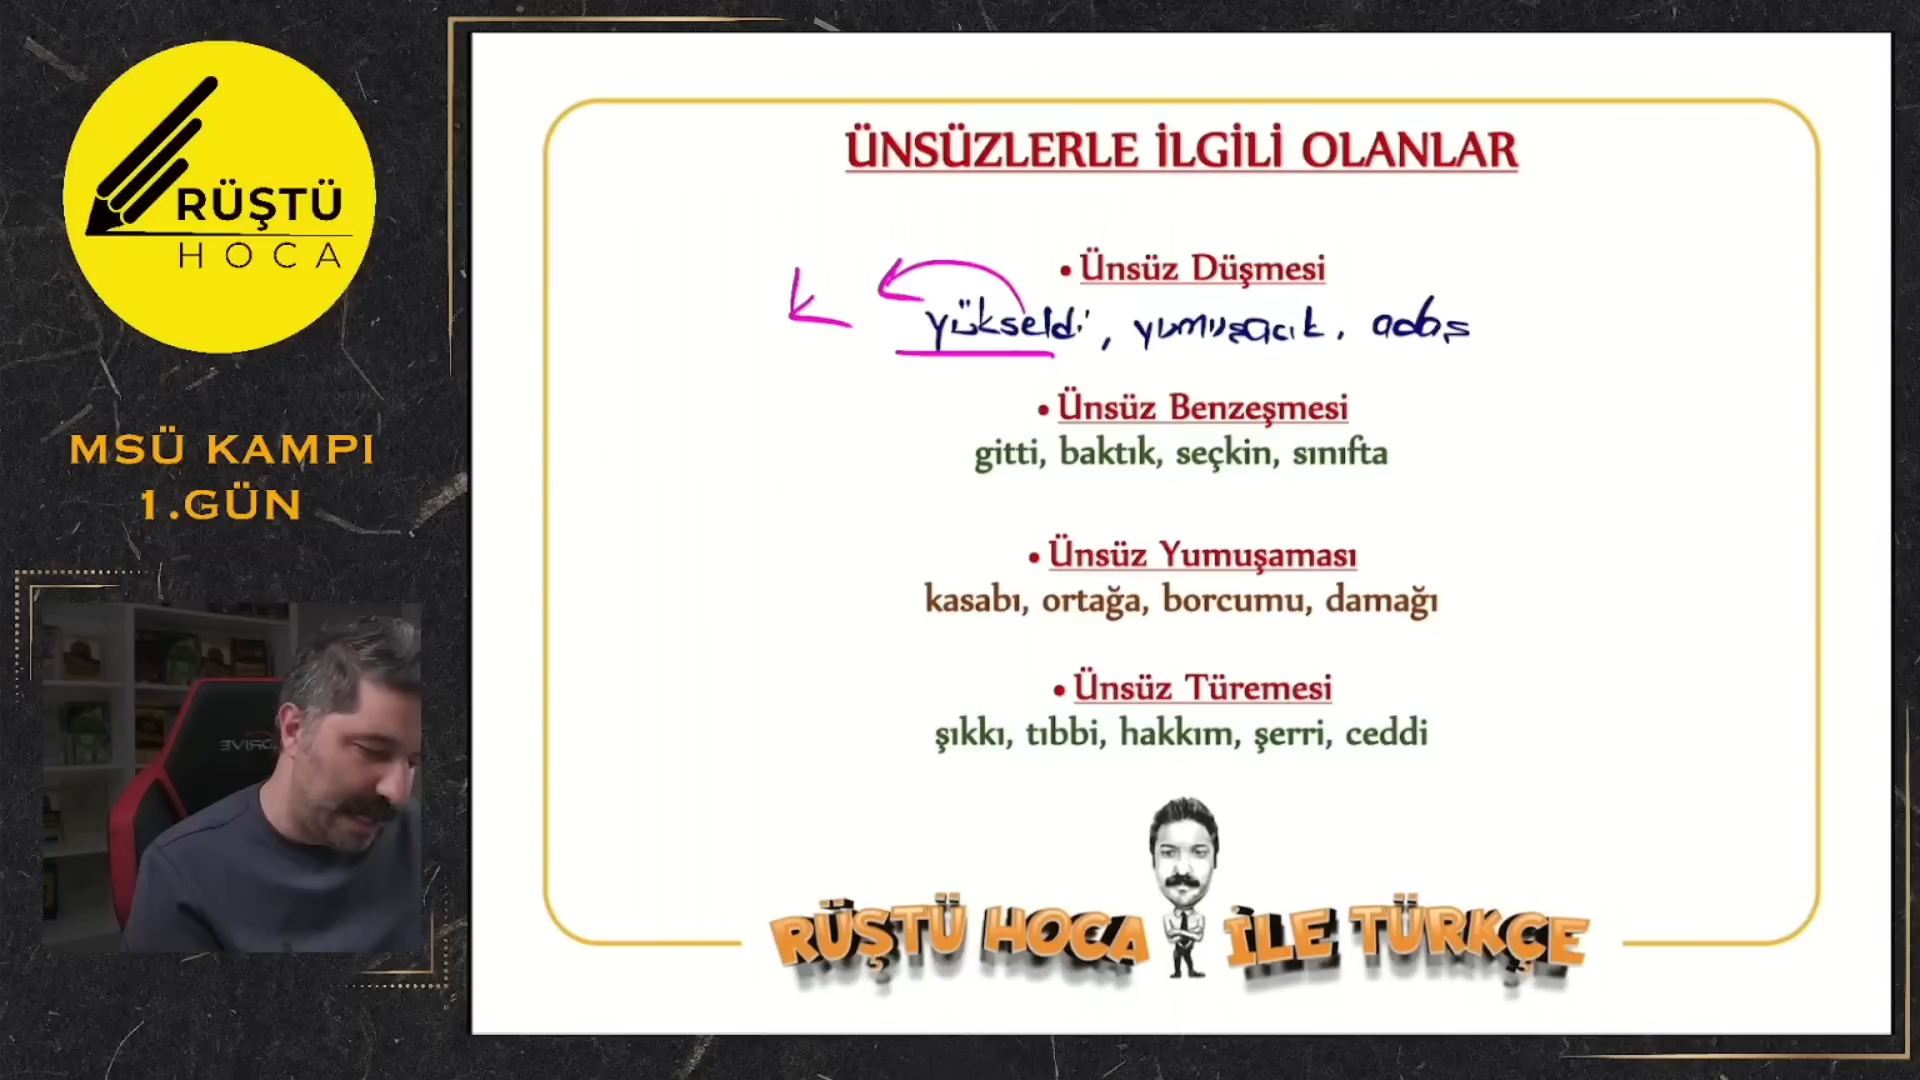 RÜŞTÜ
HOCA
MSÜ KAMPI
1.GÜN
ÜNSÜZLERLE İLGİLİ OLANLAR
• Ünsüz Düşmesi
yükseldi, yumuşacık,
• Ünsüz Benzeşmesi
gitti, baktık, seçkin, sınıfta
• Ünsüz Yumuşaması
kasabı, ortağa, borcumu, damağı
• Ünsüz Türemesi
şıkkı, tıbbi, hakkım, şerri, ceddi
RÜŞTÜ HOCA İLE TÜRKÇE